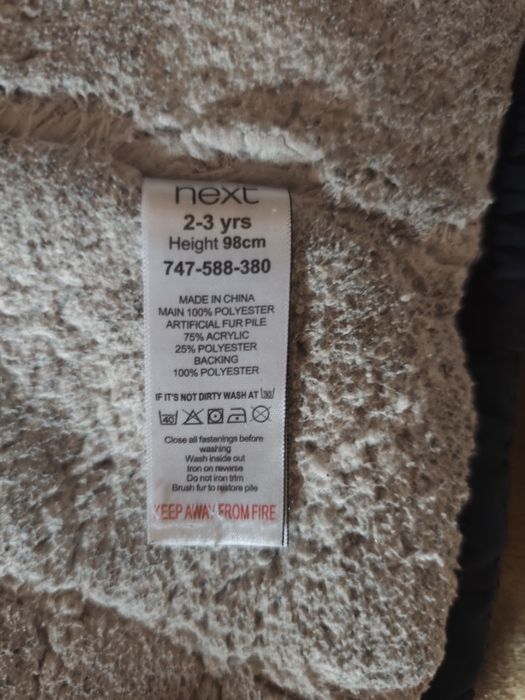 next
2-3 yrs
Height 98cm
747-588-380
MADE IN CHINA
MAIN 100% POLYESTER
ARTIFICIAL FUR PILE
75% ACRYLIC
25% POLYESTER
BACKING
100% POLYESTER
IF IT'S NOT DIRTY WASH AT 30
40
Close all fastenings before
washing
Wash inside out
Iron on reverse
Do not iron trim
Brush fur to restore pile
KEEP AWAY FROM FIRE